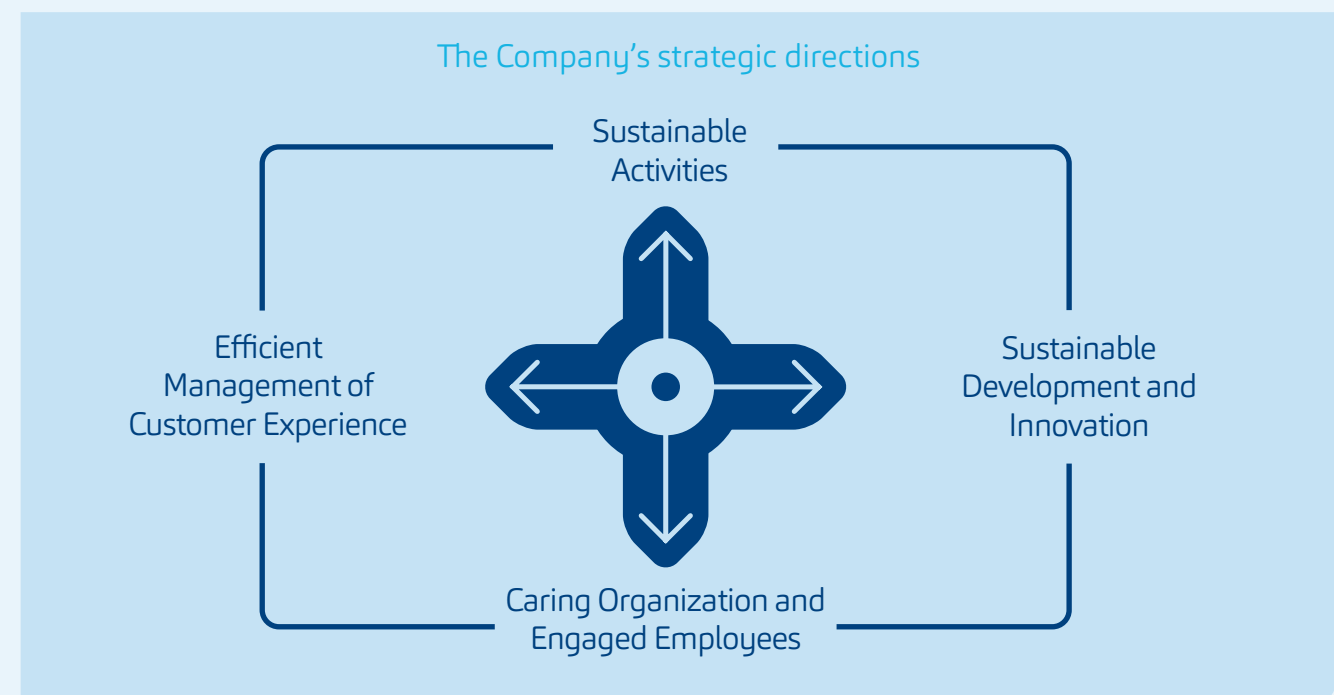 The Company's strategic directions
Sustainable
Activities
Efficient
Management of
Customer Experience
Sustainable
Development and
Innovation
Caring Organization and
Engaged Employees